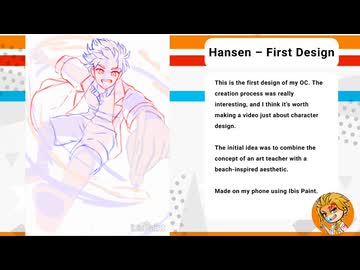 Hansen – First Design
This is the first design of my OC. The
creation process was really
interesting, and I think it's worth
making a video just about character
design.
The initial idea was to combine the
concept of an art teacher with a
beach-inspired aesthetic.
Made on my phone using Ibis Paint.